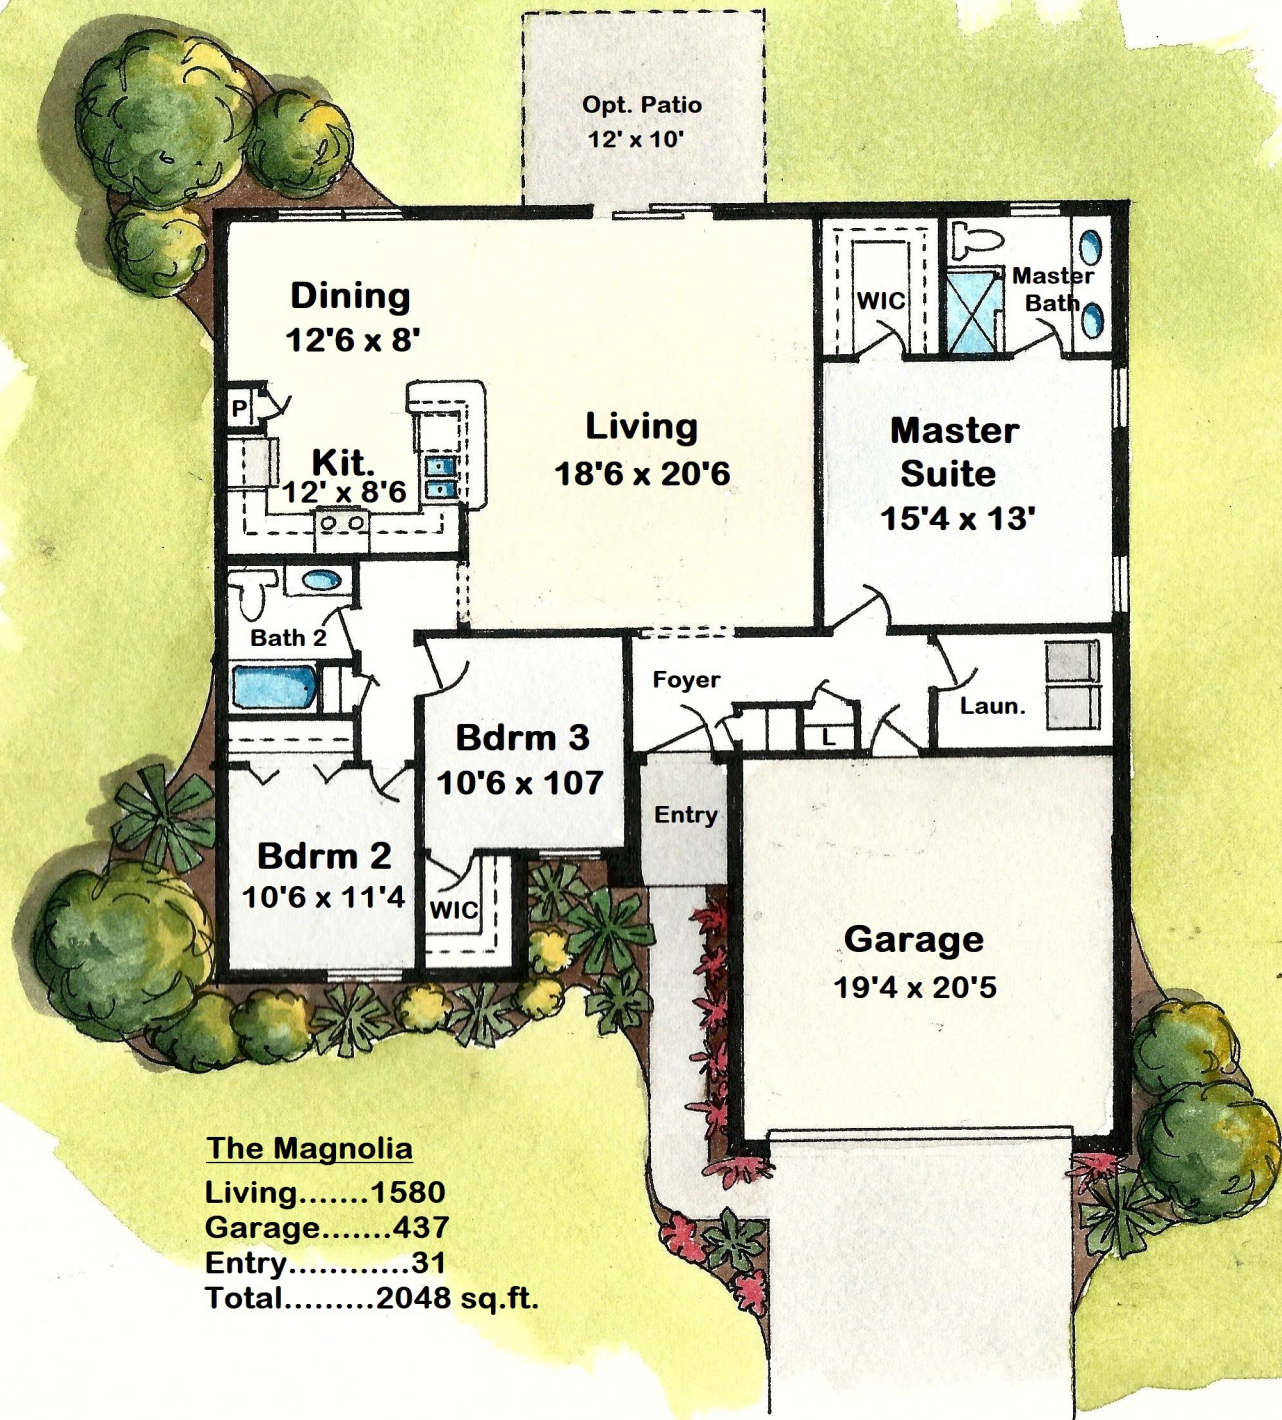 Opt. Patio
12' x 10'
Dining
12'6 x 8'
WIC
Master
Bath
P
Kit.
12' x 8'6
Living
18'6 x 20'6
Master
Suite
15'4 x 13'
Bath 2
Foyer
Laun.
L
Bdrm 3
10'6 x 107
Entry
Bdrm 2
10'6 x 11'4
WIC
Garage
19'4 x 20'5
The Magnolia
Living.......1580
Garage.......437
Entry............31
Total.........2048 sq.ft.